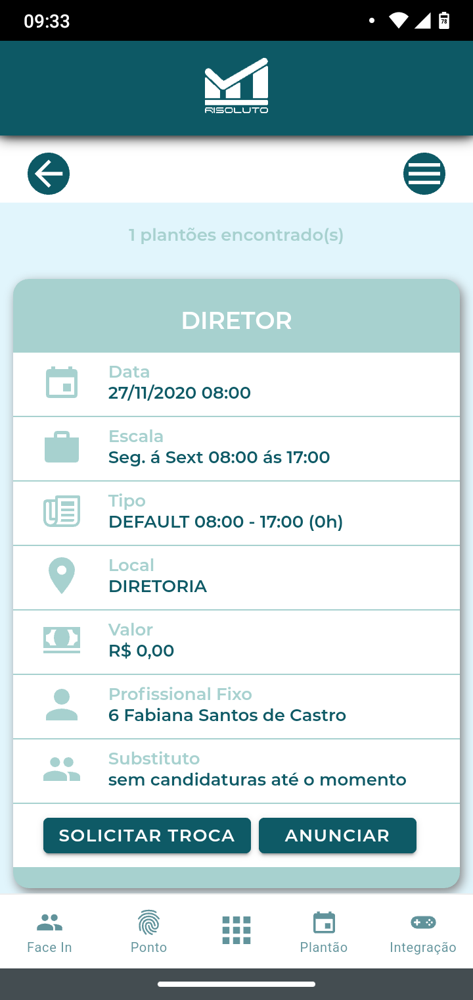 09:33
78
RISOLUTO
1 plantões encontrado(s)
DIRETOR
Data
27/11/2020 08:00
Escala
Seg. á Sext 08:00 ás 17:00
Tipo
DEFAULT 08:00 - 17:00 (0h)
Local
DIRETORIA
Valor
R$ 0,00
Profissional Fixo
6 Fabiana Santos de Castro
Substituto
sem candidaturas até o momento
SOLICITAR TROCA ANUNCIAR
Face In Ponto Plantão Integração